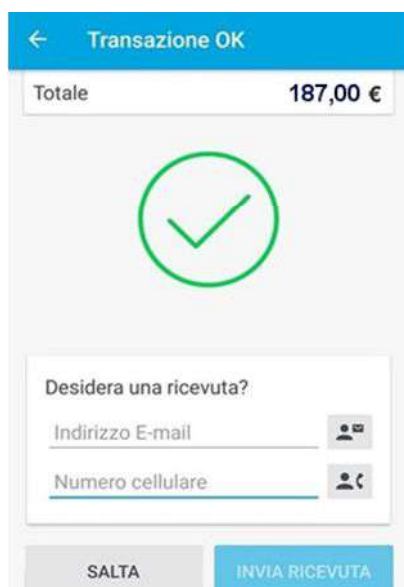 Transazione OK
Totale 187,00 €
Desidera una ricevuta?
Indirizzo E-mail
Numero cellulare
SALTA INVIA RICEVUTA